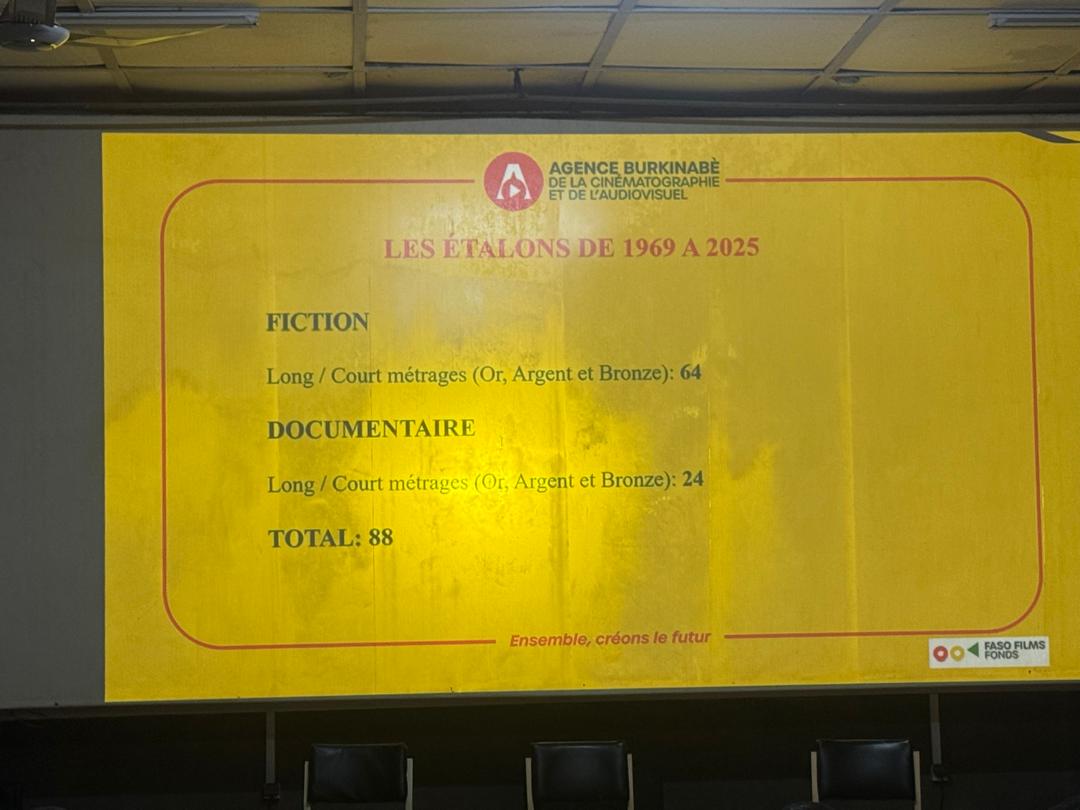 AGENCE BURKINABÈ
DE LA CINÉMATOGRAPHIE
ET DE L'AUDIOVISUEL
LES ÉTALONS DE 1969 A 2025
FICTION
Long / Court métrages (Or, Argent et Bronze): 64
DOCUMENTAIRE
Long / Court métrages (Or, Argent et Bronze): 24
TOTAL: 88
Ensemble, créons le futur
FASO FILMS
FONDS